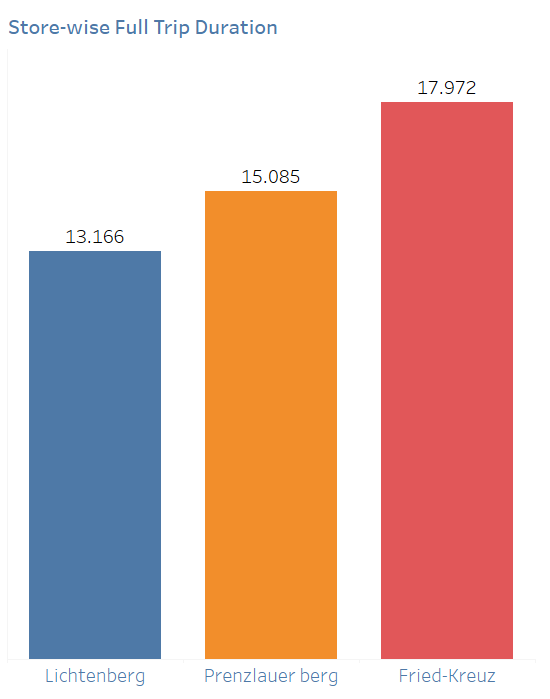 Store-wise Full Trip Duration
17.972
15.085
13.166
Lichtenberg Prenzlauer berg Fried-Kreuz